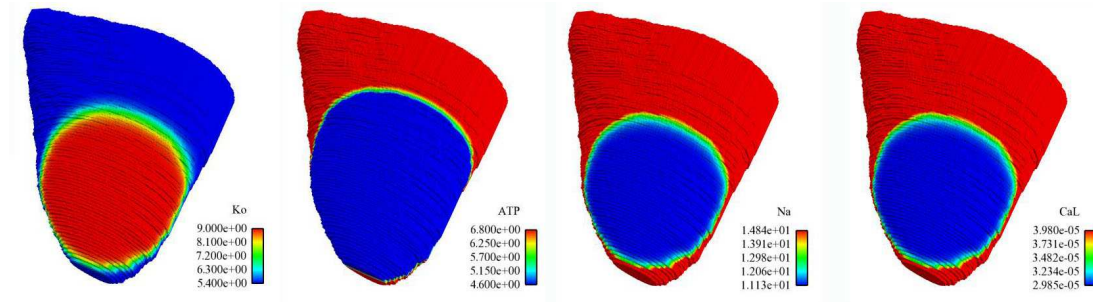 Ko
9.000e+00
8.100e+00
7.200e+00
6.300e+00
5.400e+00
ATP
6.800e+00
6.250e+00
5.700e+00
5.150e+00
4.600e+00
Na
1.484e+01
1.391e+01
1.298e+01
1.206e+01
1.113e+01
CaL
3.980e-05
3.731e-05
3.482e-05
3.234e-05
2.985e-05